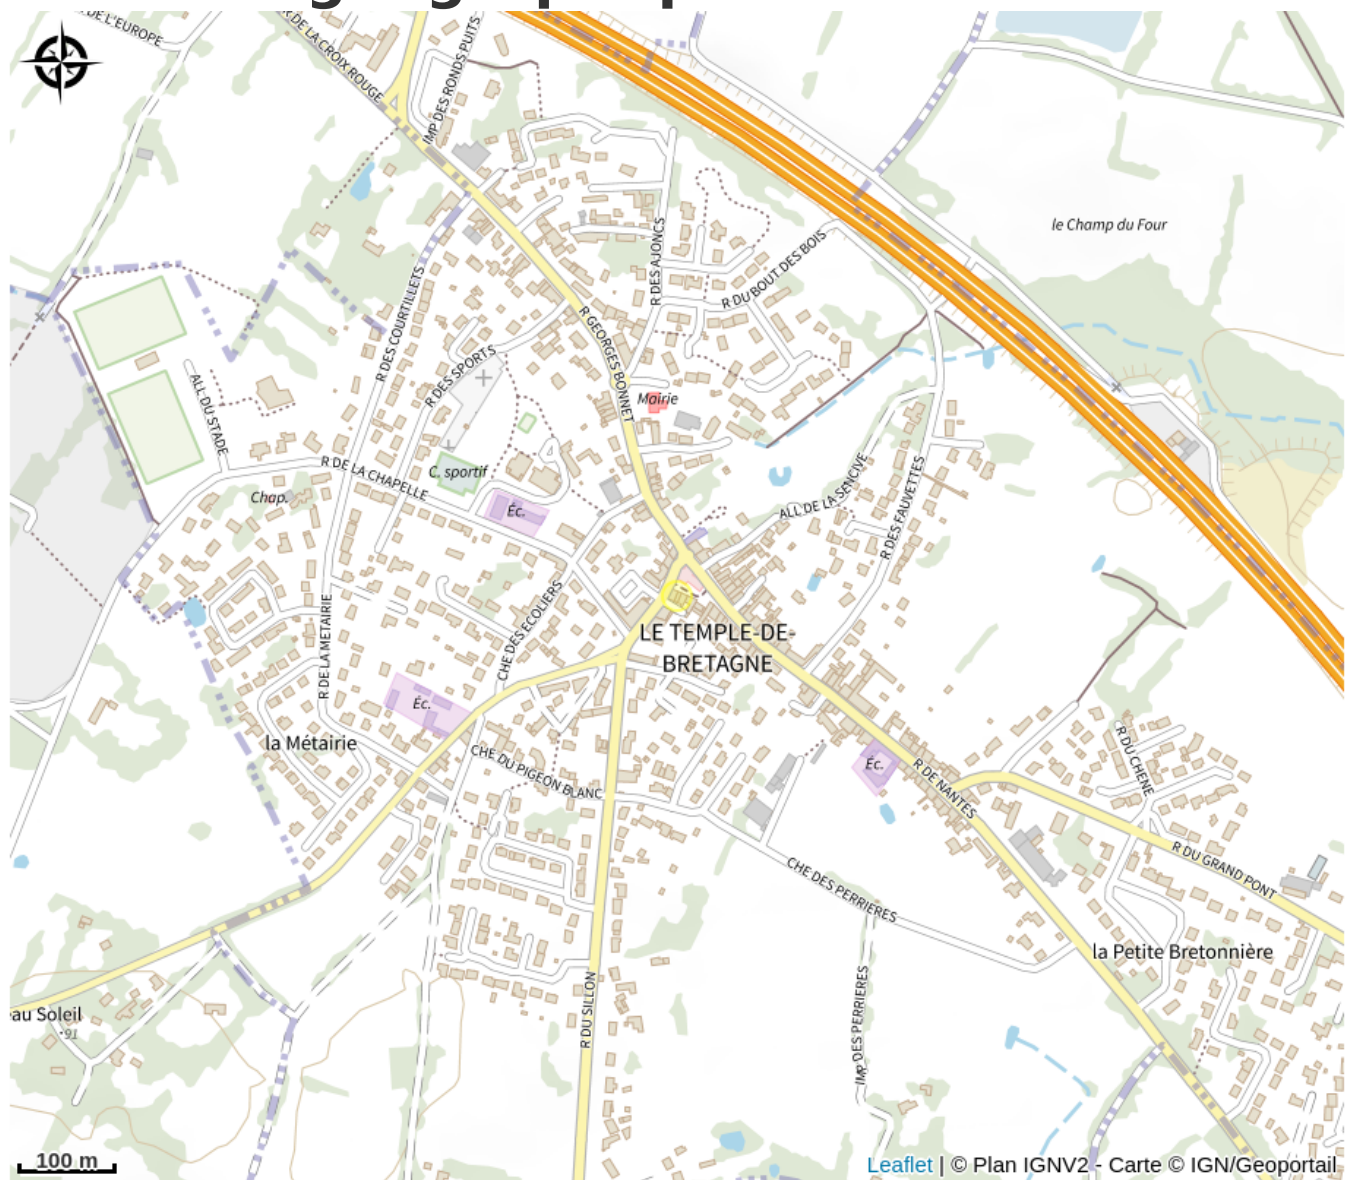 DE L'EUROPE
R DE LA CROIX ROUGE
IMP DES RONDS PUITS
le Champ du Four
R DES AJONCS
R DU BOUT DES BOIS
R DES COURTILLETS
R GEORGES BONNET
R DES SPORTS
ALL DU STADE
Mairie
R DE LA CHAPELLE
C. sportif
Chap.
Éc.
ALL DE LA SENCIVE
R DES FAUVETTES
CHE DES ECOLIERS
R DE LA METAIRIE
LE TEMPLE-DE-
BRETAGNE
Éc.
la Métairie
CHE DU PIGEON BLANC
Éc.
R DE NANTES
R DU CHENE
R DU GRAND PONT
CHE DES PERRIERES
la Petite Bretonnière
R DU SILLON
IMP DES PERRIERES
eau Soleil
91
100 m
Leaflet | © Plan IGNV2 - Carte © IGN/Geoportail